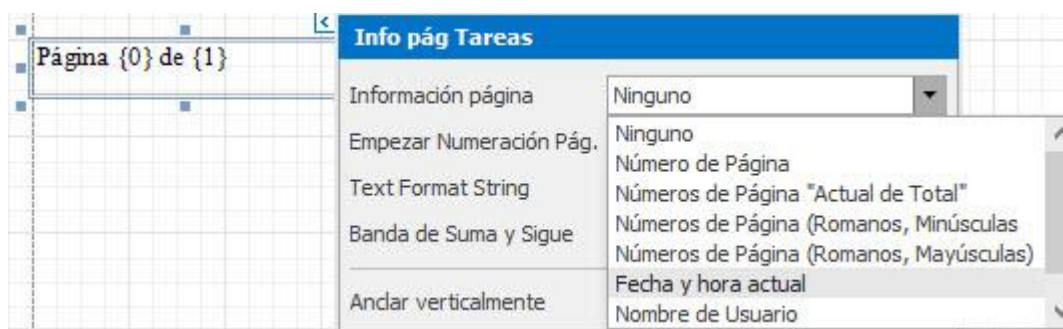 Página {0} de {1}
Info pág Tareas
Información página
Ninguno
Empezar Numeración Pág.
Text Format String
Banda de Suma y Sigue
Anclar verticalmente
Ninguno
Número de Página
Números de Página "Actual de Total"
Números de Página (Romanos, Minúsculas
Números de Página (Romanos, Mayúsculas)
Fecha y hora actual
Nombre de Usuario